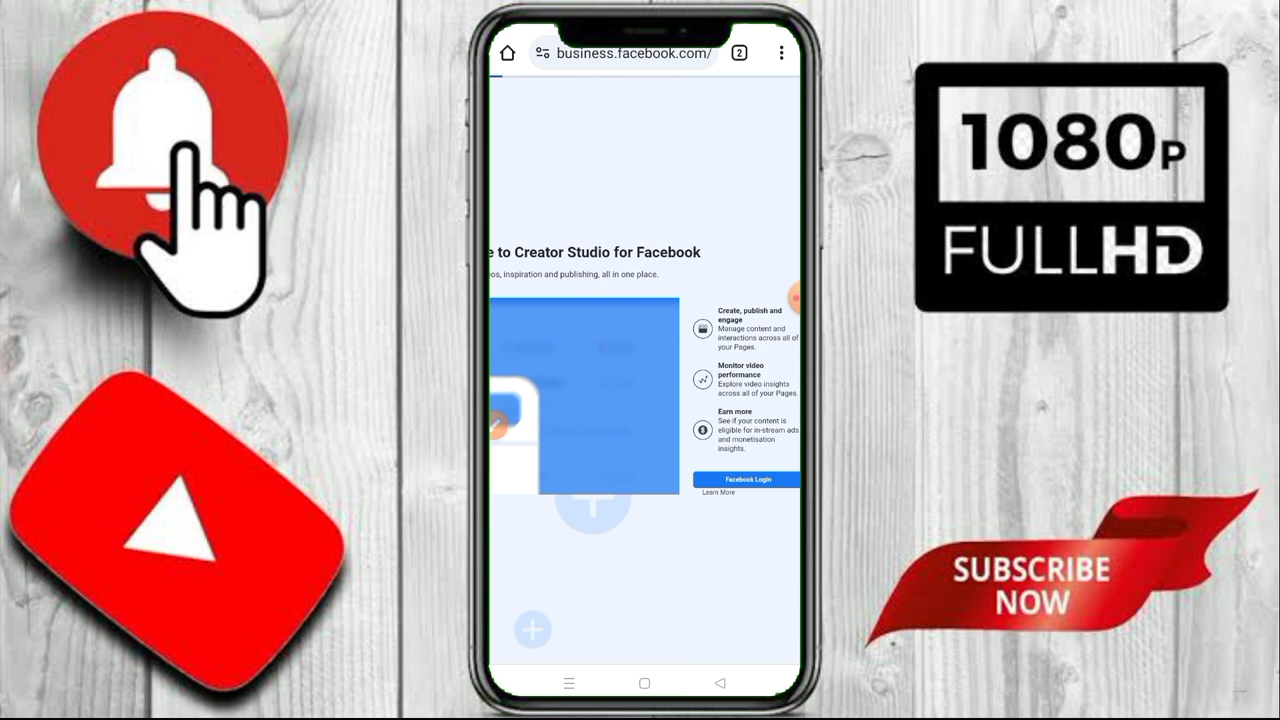 business.facebook.com/
2
e to Creator Studio for Facebook
os, inspiration and publishing, all in one place.
Create, publish and
engage
Manage content and
interactions across all of
your Pages.
Monitor video
performance
Explore video insights
across all of your Pages.
Earn more
See if your content is
eligible for in-stream ads
and monetisation
insights.
Facebook Login
Learn More
1080P
FULLHD
SUBSCRIBE
NOW